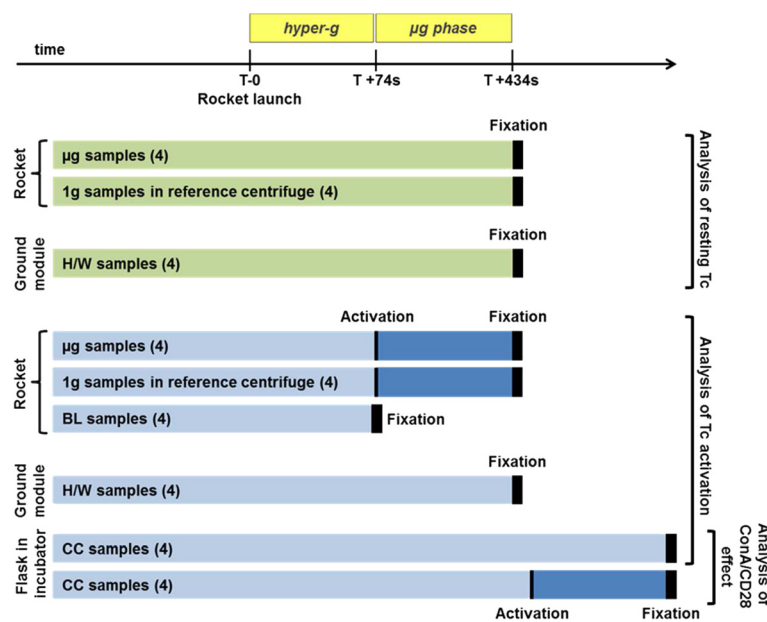 hyper-g
µg phase
time
T-0
T +74s
T +434s
Rocket launch
Fixation
Rocket
µg samples (4)
1g samples in reference centrifuge (4)
Analysis of resting Tc
Fixation
Ground
module
H/W samples (4)
Activation
Fixation
Rocket
µg samples (4)
1g samples in reference centrifuge (4)
BL samples (4)
Fixation
Analysis of Tc activation
Fixation
Ground
module
H/W samples (4)
Flask in
incubator
CC samples (4)
CC samples (4)
Analysis of
ConA/CD28
effect
Activation
Fixation